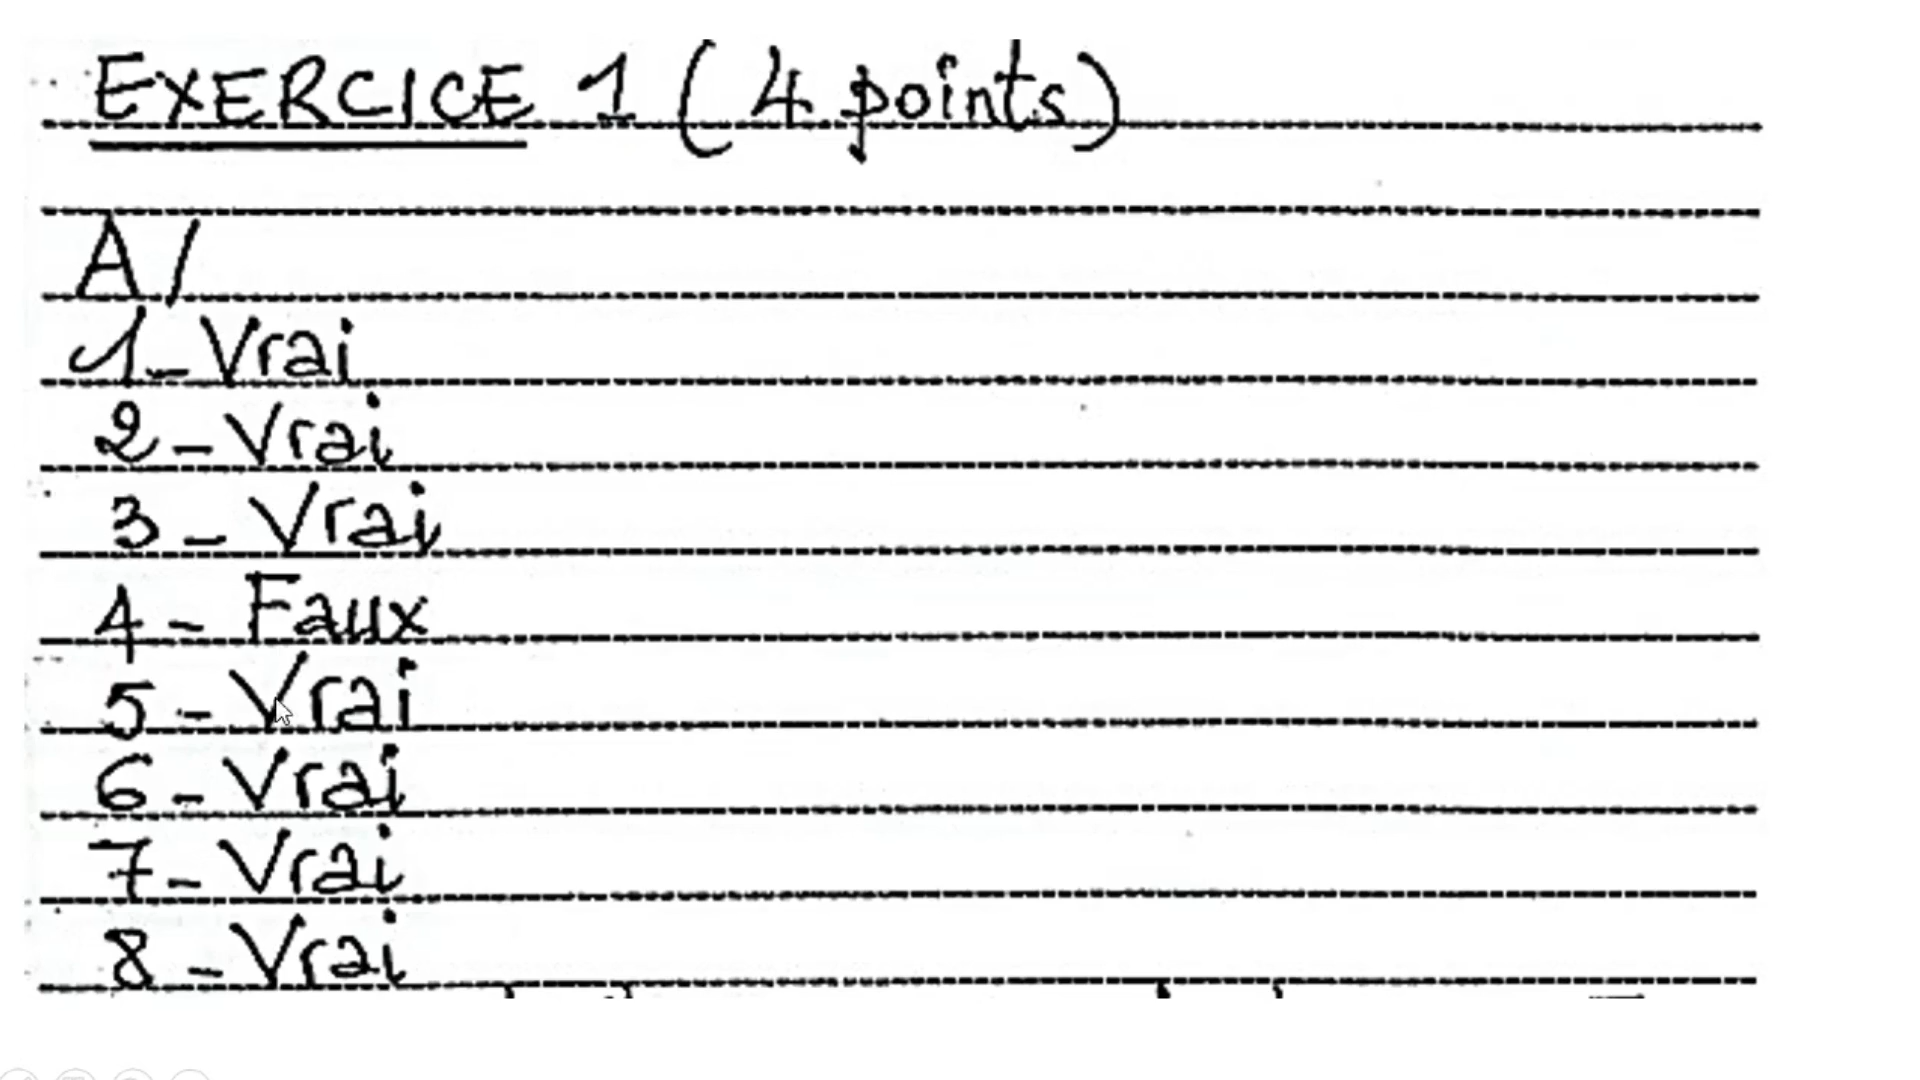 EXERCICE 1 (4 points)
A/
1- Vrai
2- Vrai
3- Vrai
4- Faux
5- Vrai
6- Vrai
7- Vrai
8- Vrai